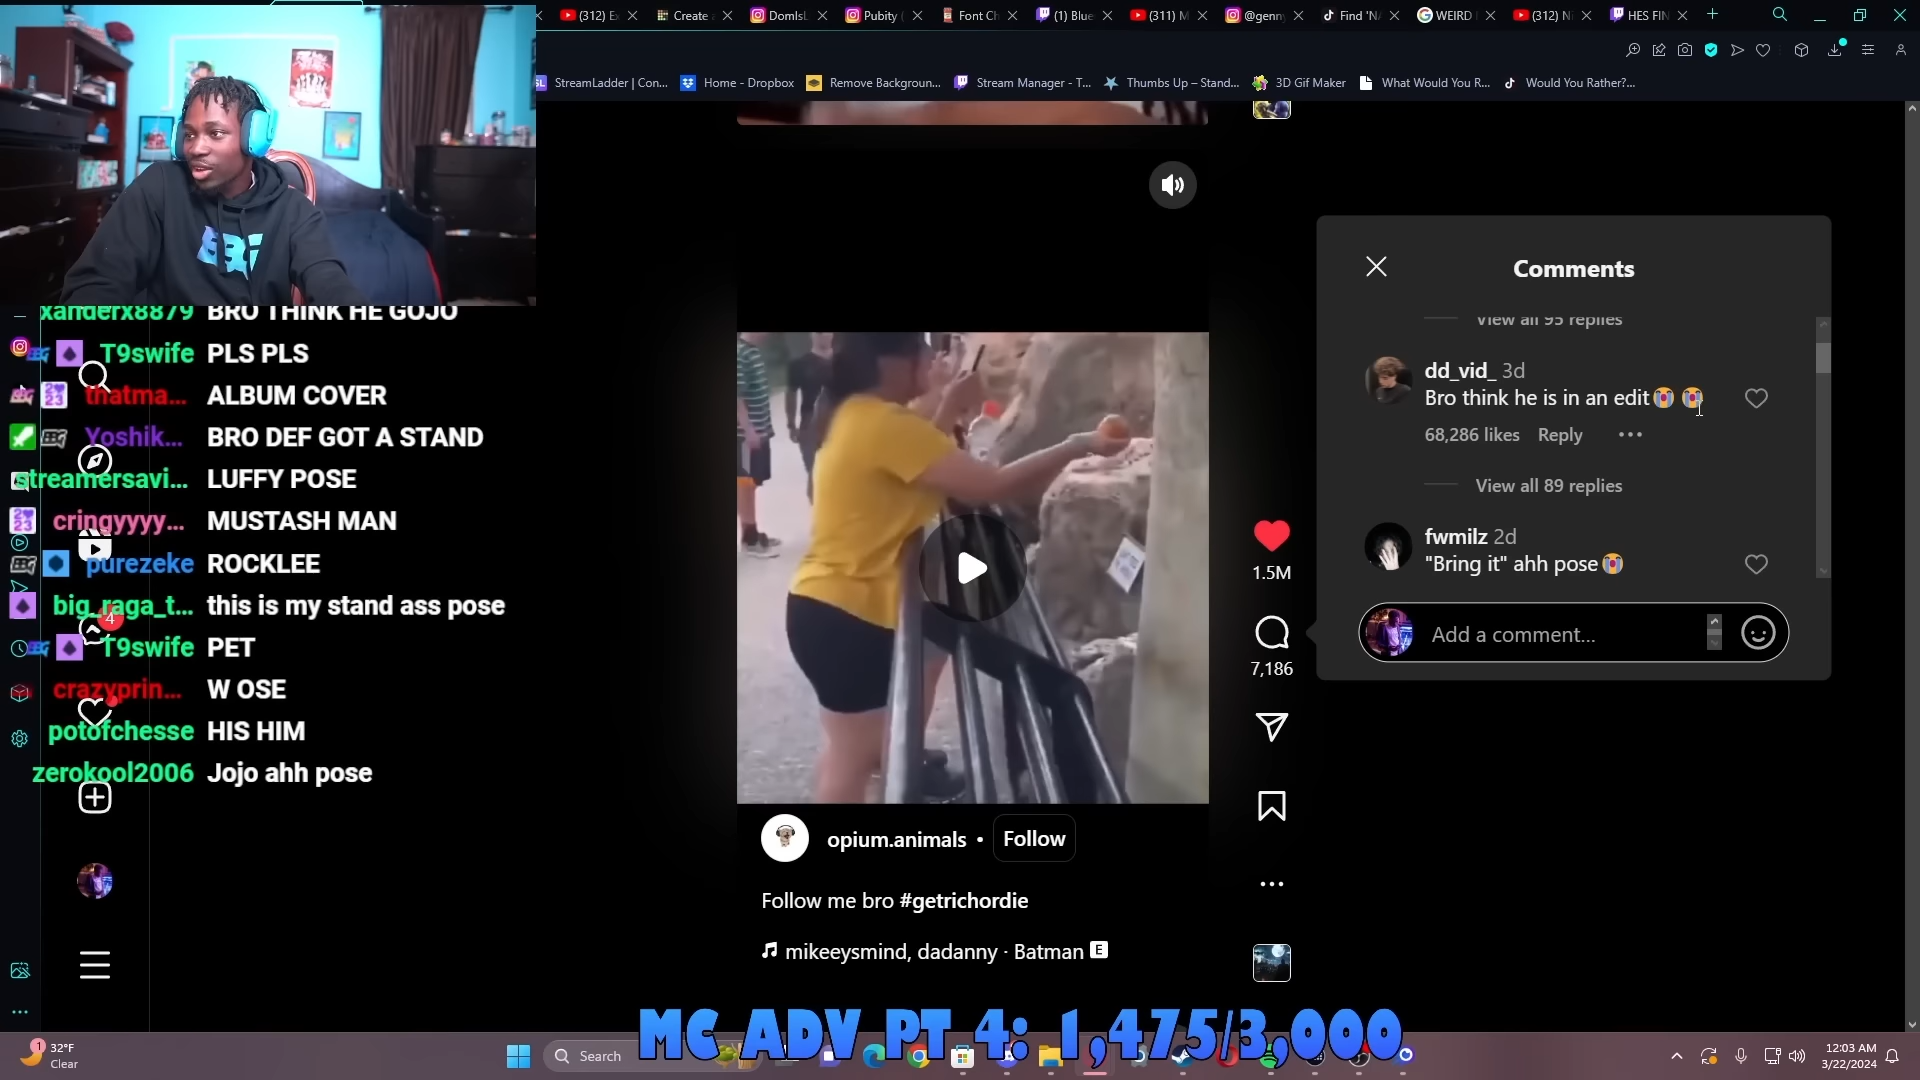 (312) E
Create
DomIsL
Pubity (
Font Ch
(1) Blue
(311) M
@genny
Find 'N
WEIRD
(312) Ni
HES FIN
StreamLadder | Con...
Home - Dropbox
Remove Backgroun...
Stream Manager - T...
Thumbs Up – Stand...
3D Gif Maker
What Would You R...
Would You Rather?...
xanderx8879 BRO THINK HE GOJO
T9swife PLS PLS
thatma... ALBUM COVER
Yoshik... BRO DEF GOT A STAND
streamersavi... LUFFY POSE
cringyyyy... MUSTASH MAN
purezeke ROCKLEE
big_raga_t... this is my stand ass pose
4
T9swife PET
crazyprin... W OSE
potofchesse HIS HIM
zerokool2006 Jojo ahh pose
opium.animals • Follow
Follow me bro #getrichordie
mikeeysmind, dadanny · Batman E
1.5M
7,186
Comments
View all 95 replies
dd_vid_ 3d
Bro think he is in an edit😭😭
68,286 likes Reply
View all 89 replies
fwmilz 2d
"Bring it" ahh pose😭
Add a comment...
MC ADV PT 4: 1,475/3,000
1
32°F
Clear
Search
12:03 AM
3/22/2024